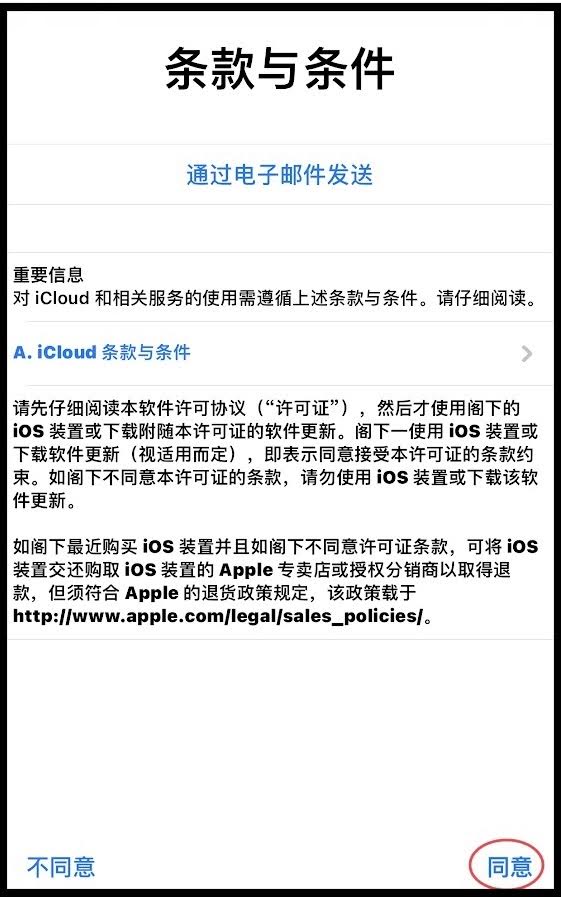 条款与条件
通过电子邮件发送
重要信息
对 iCloud 和相关服务的使用需遵循上述条款与条件。请仔细阅读。
A. iCloud 条款与条件
请先仔细阅读本软件许可协议（“许可证”），然后才使用阁下的
iOS 装置或下载附随本许可证的软件更新。阁下一使用 iOS 装置或
下载软件更新（视适用而定），即表示同意接受本许可证的条款约
束。如阁下不同意本许可证的条款，请勿使用 iOS 装置或下载该软
件更新。
如阁下最近购买 iOS 装置并且如阁下不同意许可证条款，可将 iOS
装置交还购取 iOS 装置的 Apple 专卖店或授权分销商以取得退
款，但须符合 Apple 的退货政策规定，该政策载于
http://www.apple.com/legal/sales_policies/。
不同意
同意